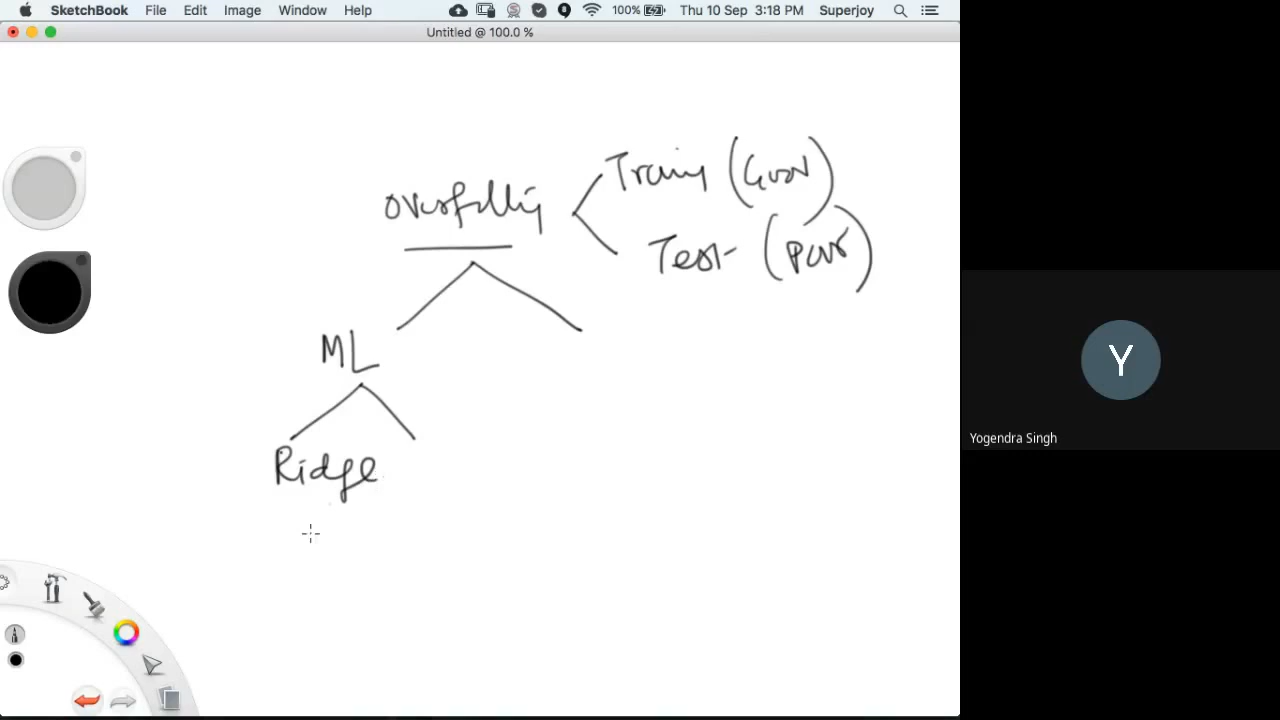 SketchBook File Edit Image Window Help 100% Thu 10 Sep 3:18 PM Superjoy
Untitled @ 100.0 %
Overfitting
Training (Good)
Test (Poor)
ML
Ridge
Y
Yogendra Singh